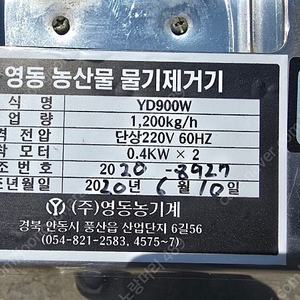 영동 농산물 물기제거기
식 명 YD900W
업 량 1,200kg/h
격 전압 단상220V 60HZ
착 모터 0.4KW × 2
조 번호 2020-8927
조년월일 2020년 6월 10일
(주)영동농기계
경북 안동시 풍산읍 산업단지 6길56
(054-821-2583, 4575~7)